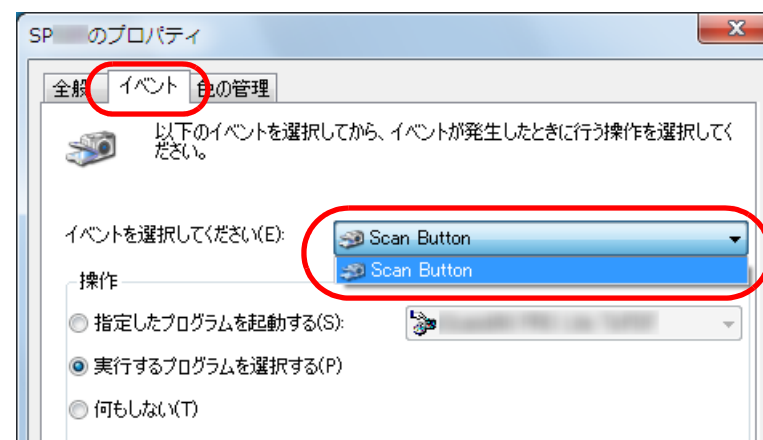 SP のプロパティ
全般 イベント 色の管理
以下のイベントを選択してから、イベントが発生したときに行う操作を選択してく
ださい。
イベントを選択してください(E): Scan Button
Scan Button
操作
指定したプログラムを起動する(S):
実行するプログラムを選択する(P)
何もしない(T)